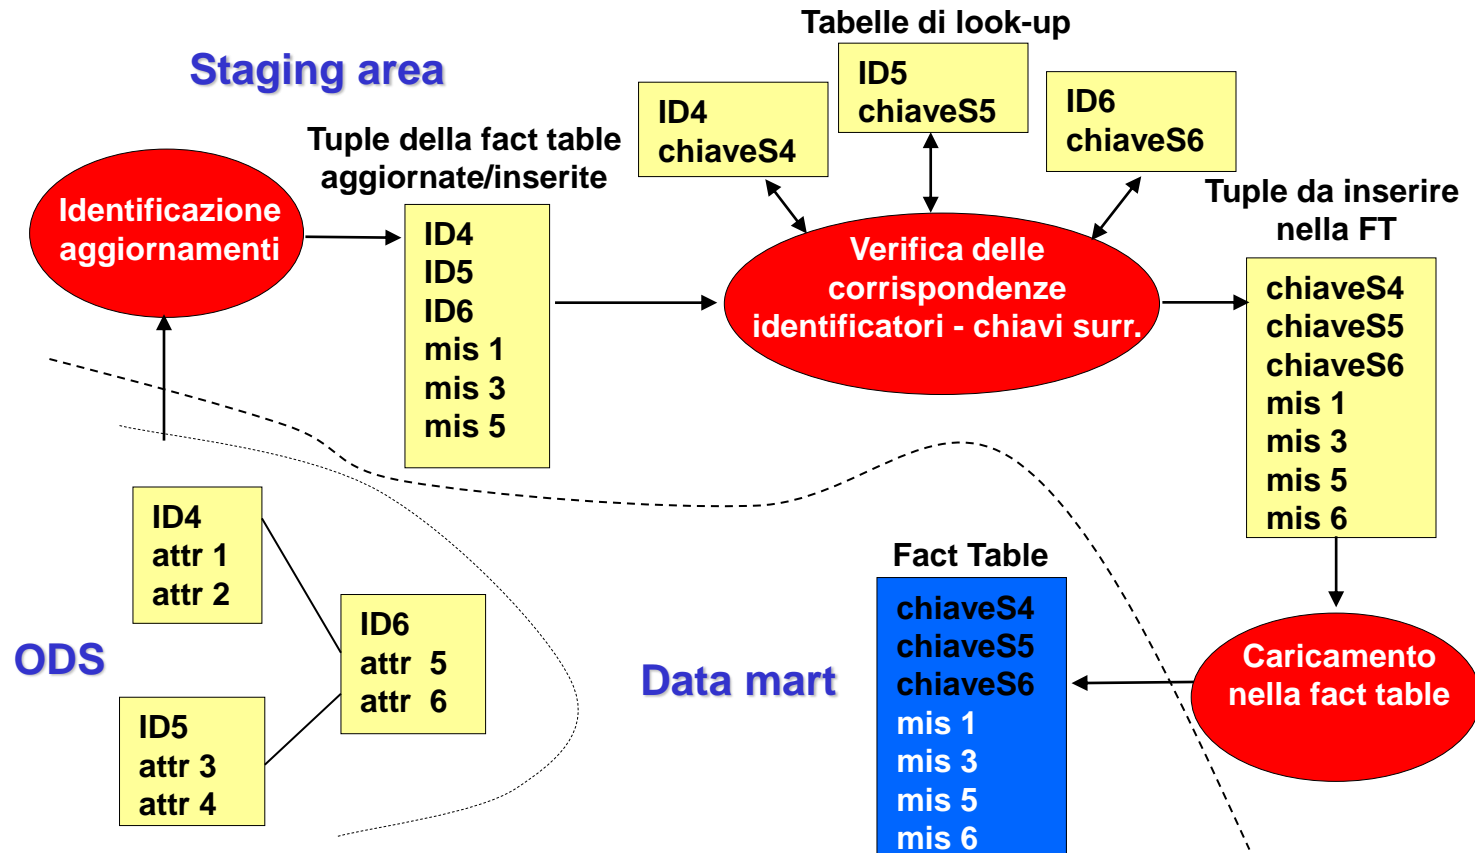 Tabelle di look-up
Staging area
ID4
chiaveS4
ID5
chiaveS5
ID6
chiaveS6
Tuple della fact table
aggiornate/inserite
Identificazione
aggiornamenti
ID4
ID5
ID6
mis 1
mis 3
mis 5
Verifica delle
corrispondenze
identificatori - chiavi surr.
Tuple da inserire
nella FT
chiaveS4
chiaveS5
chiaveS6
mis 1
mis 3
mis 5
mis 6
ODS
ID4
attr 1
attr 2
ID6
attr 5
attr 6
ID5
attr 3
attr 4
Data mart
Fact Table
chiaveS4
chiaveS5
chiaveS6
mis 1
mis 3
mis 5
mis 6
Caricamento
nella fact table